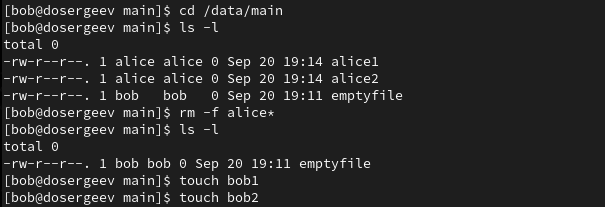 [bob@dosergeev main]$ cd /data/main
[bob@dosergeev main]$ ls -l
total 0
-rw-r--r--. 1 alice alice 0 Sep 20 19:14 alice1
-rw-r--r--. 1 alice alice 0 Sep 20 19:14 alice2
-rw-r--r--. 1 bob   bob   0 Sep 20 19:11 emptyfile
[bob@dosergeev main]$ rm -f alice*
[bob@dosergeev main]$ ls -l
total 0
-rw-r--r--. 1 bob bob 0 Sep 20 19:11 emptyfile
[bob@dosergeev main]$ touch bob1
[bob@dosergeev main]$ touch bob2